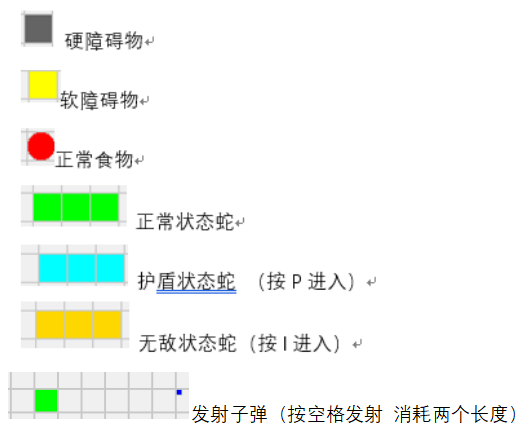 硬障碍物
软障碍物
正常食物
正常状态蛇
护盾状态蛇 （按 P 进入）
无敌状态蛇（按 I 进入）
发射子弹（按空格发射 消耗两个长度）